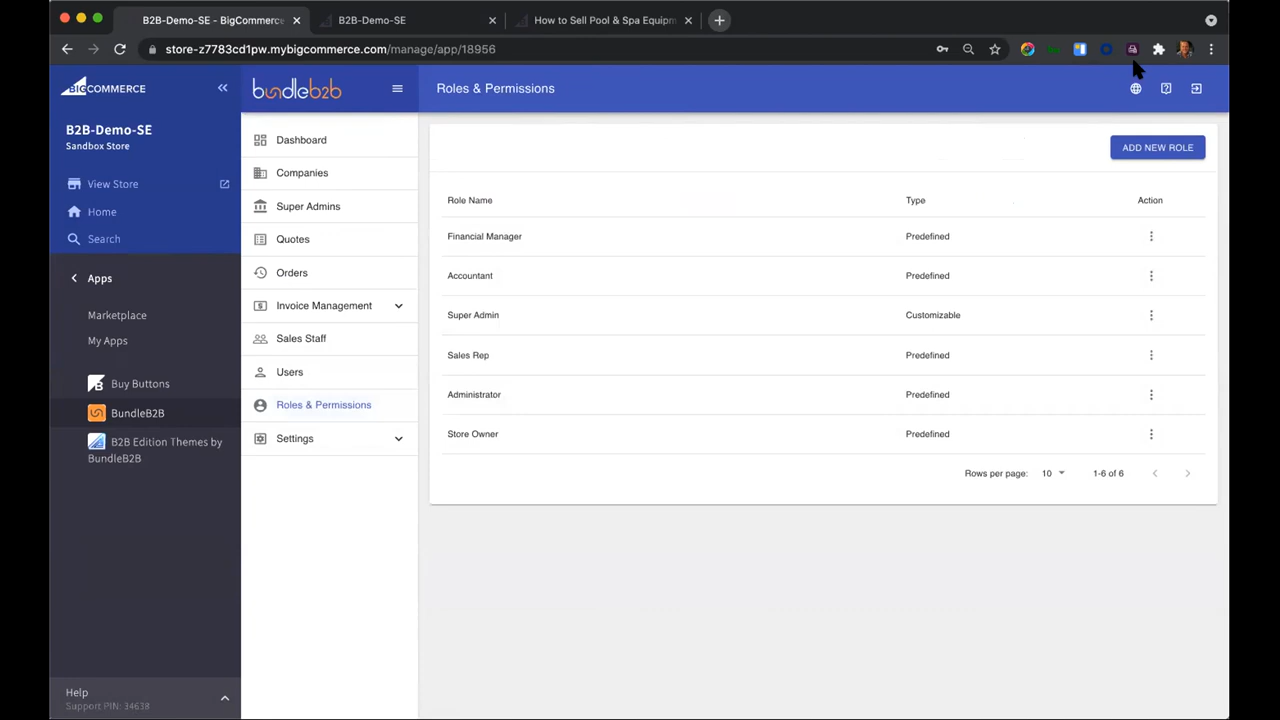 B2B-Demo-SE - BigCommerce
B2B-Demo-SE
How to Sell Pool & Spa Equipm
store-z7783cd1pw.mybigcommerce.com/manage/app/18956
BIGCOMMERCE
B2B-Demo-SE
Sandbox Store
View Store
Home
Search
Apps
Marketplace
My Apps
Buy Buttons
BundleB2B
B2B Edition Themes by
BundleB2B
Help
Support PIN: 34638
bundleb2b
Dashboard
Companies
Super Admins
Quotes
Orders
Invoice Management
Sales Staff
Users
Roles & Permissions
Settings
Roles & Permissions
ADD NEW ROLE
Role Name Type Action
Financial Manager Predefined
Accountant Predefined
Super Admin Customizable
Sales Rep Predefined
Administrator Predefined
Store Owner Predefined
Rows per page: 10 1-6 of 6